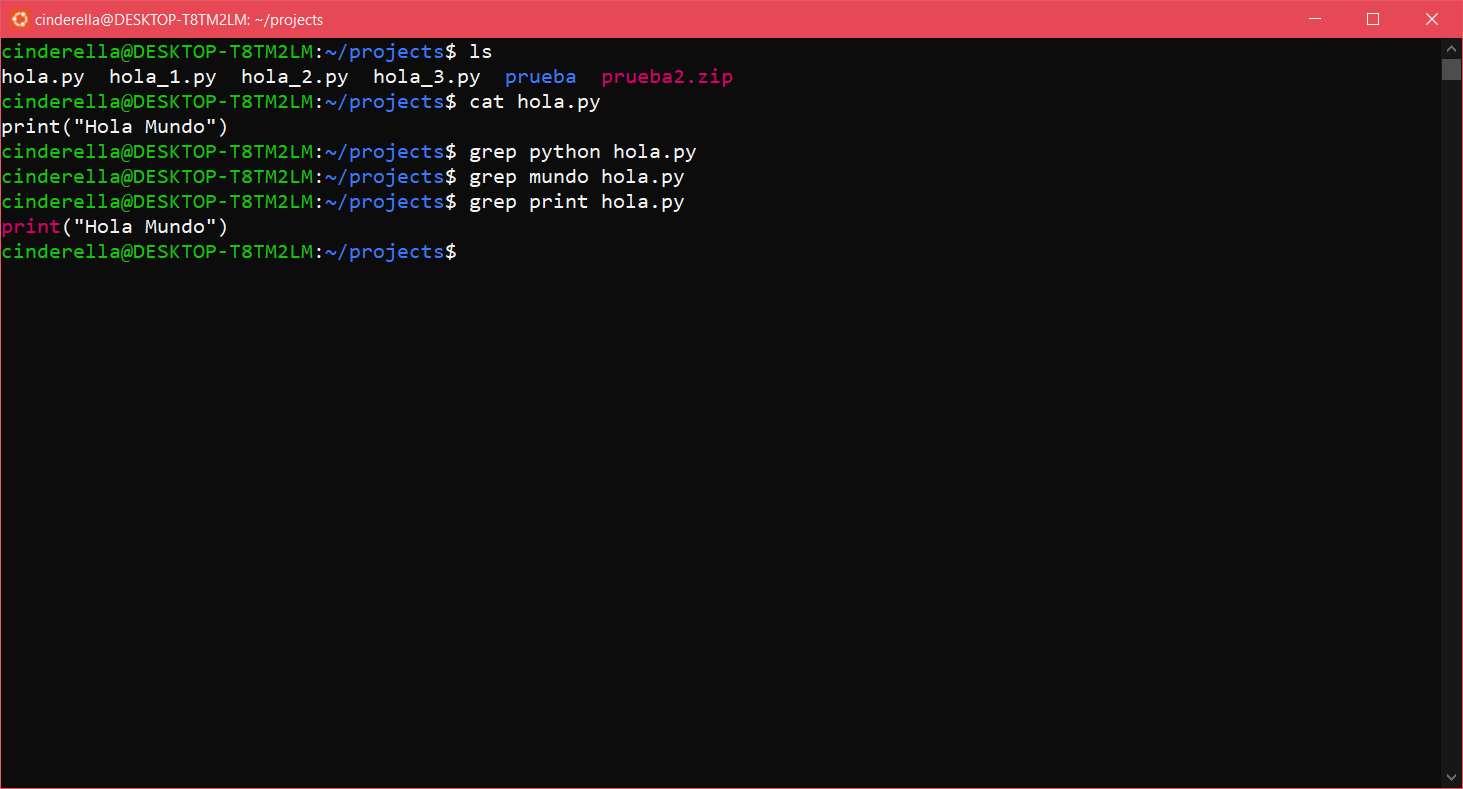 cinderella@DESKTOP-T8TM2LM: ~/projects
cinderella@DESKTOP-T8TM2LM:~/projects$ ls
hola.py  hola_1.py  hola_2.py  hola_3.py  prueba  prueba2.zip
cinderella@DESKTOP-T8TM2LM:~/projects$ cat hola.py
print("Hola Mundo")
cinderella@DESKTOP-T8TM2LM:~/projects$ grep python hola.py
cinderella@DESKTOP-T8TM2LM:~/projects$ grep mundo hola.py
cinderella@DESKTOP-T8TM2LM:~/projects$ grep print hola.py
print("Hola Mundo")
cinderella@DESKTOP-T8TM2LM:~/projects$